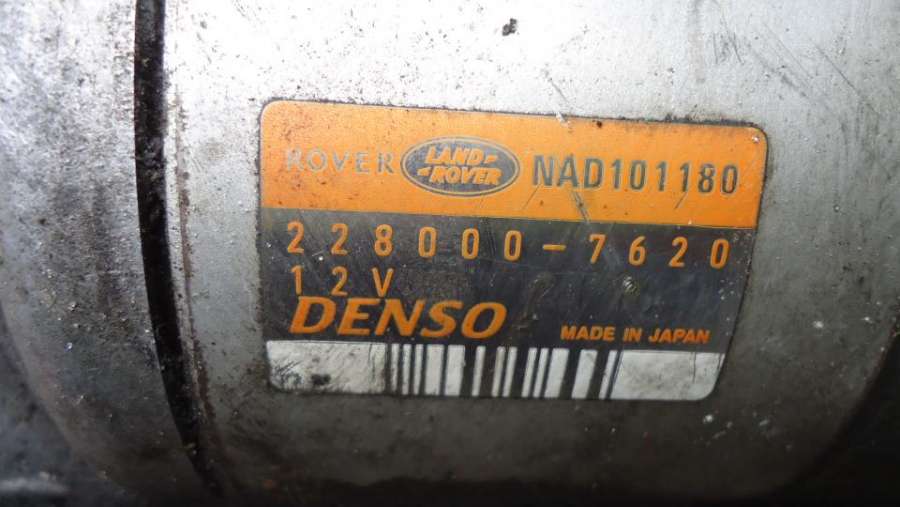 ROVER LAND-ROVER NAD101180
228000-7620
12V
DENSO MADE IN JAPAN